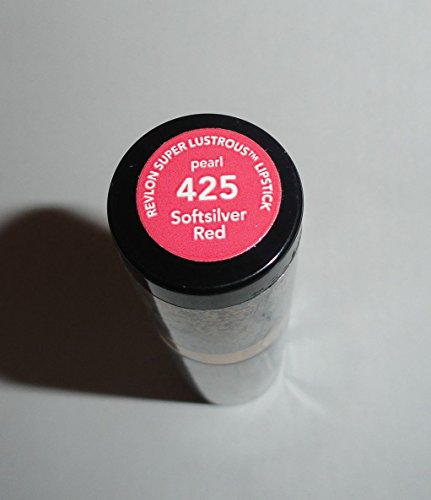 REVLON SUPER LUSTROUS™ LIPSTICK
pearl
425
Softsilver
Red